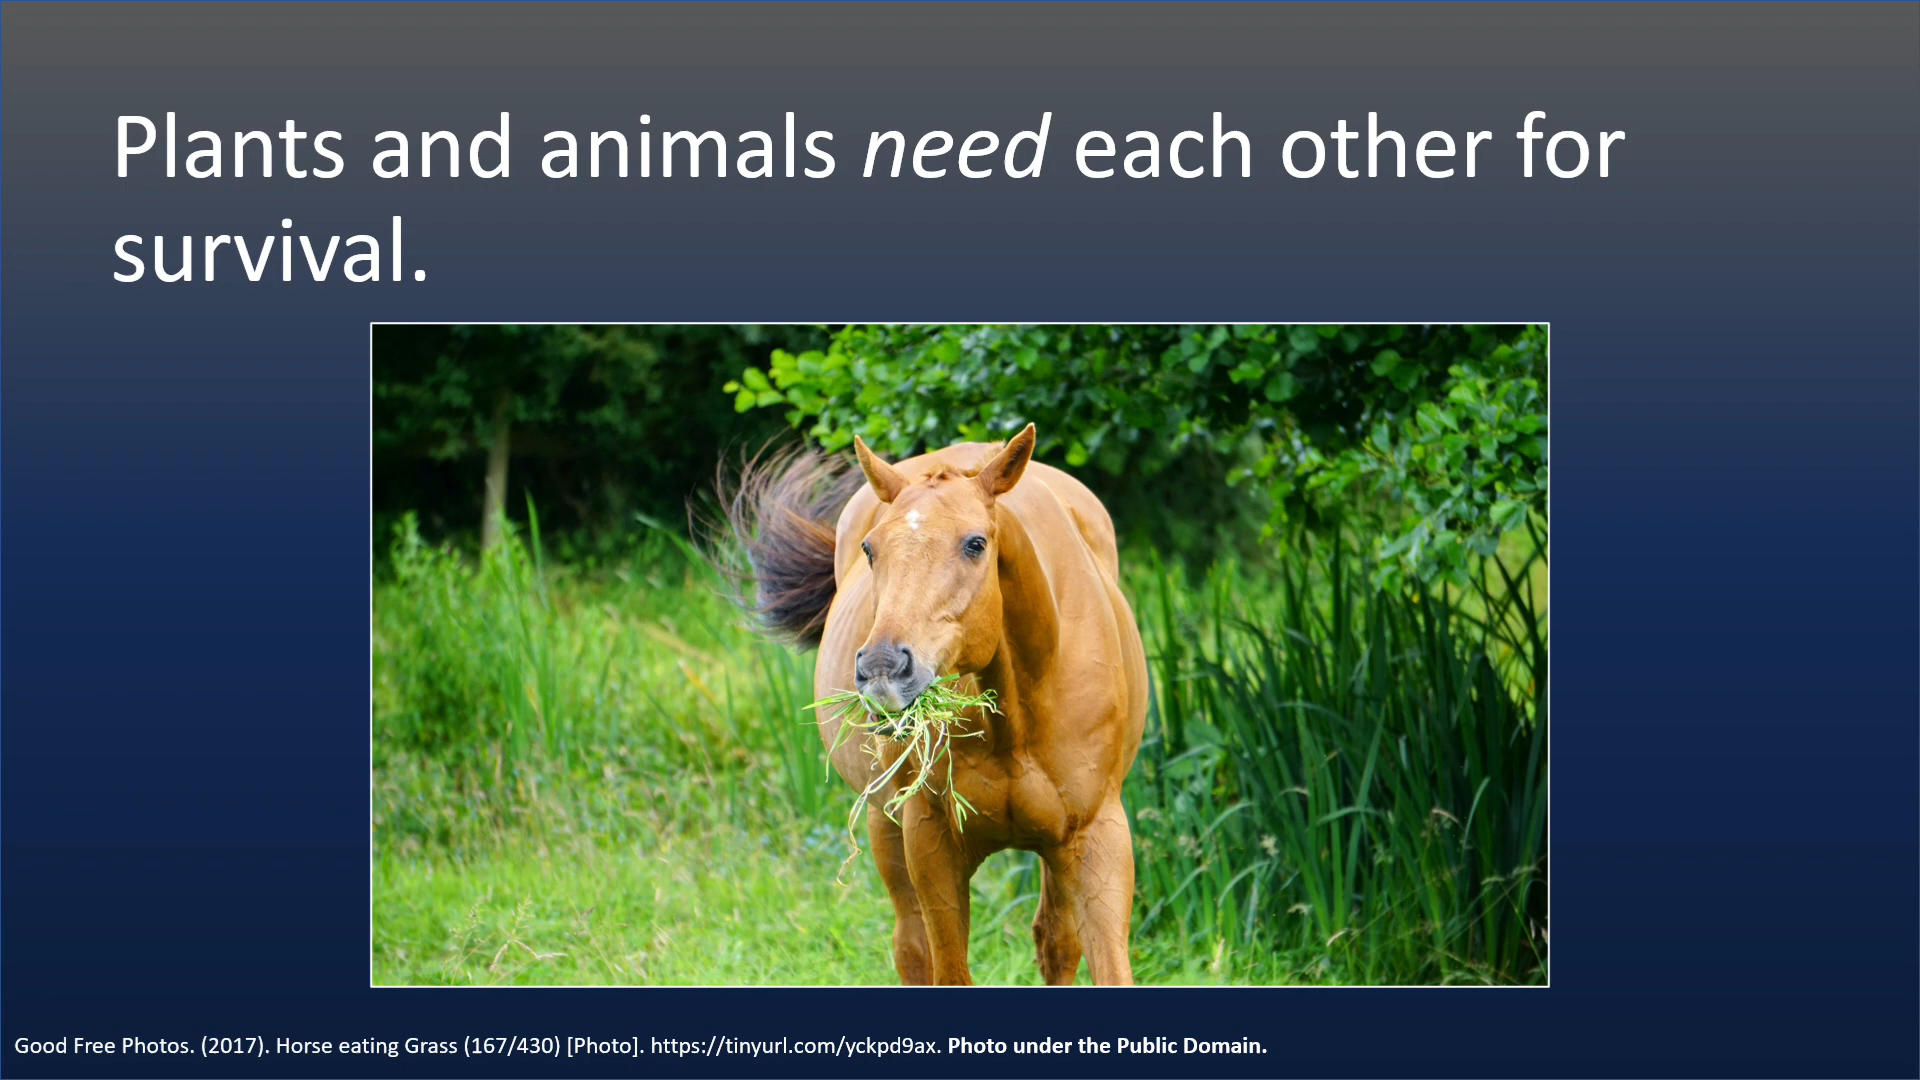 Plants and animals need each other for
survival.
Good Free Photos. (2017). Horse eating Grass (167/430) [Photo]. https://tinyurl.com/yckpd9ax. Photo under the Public Domain.